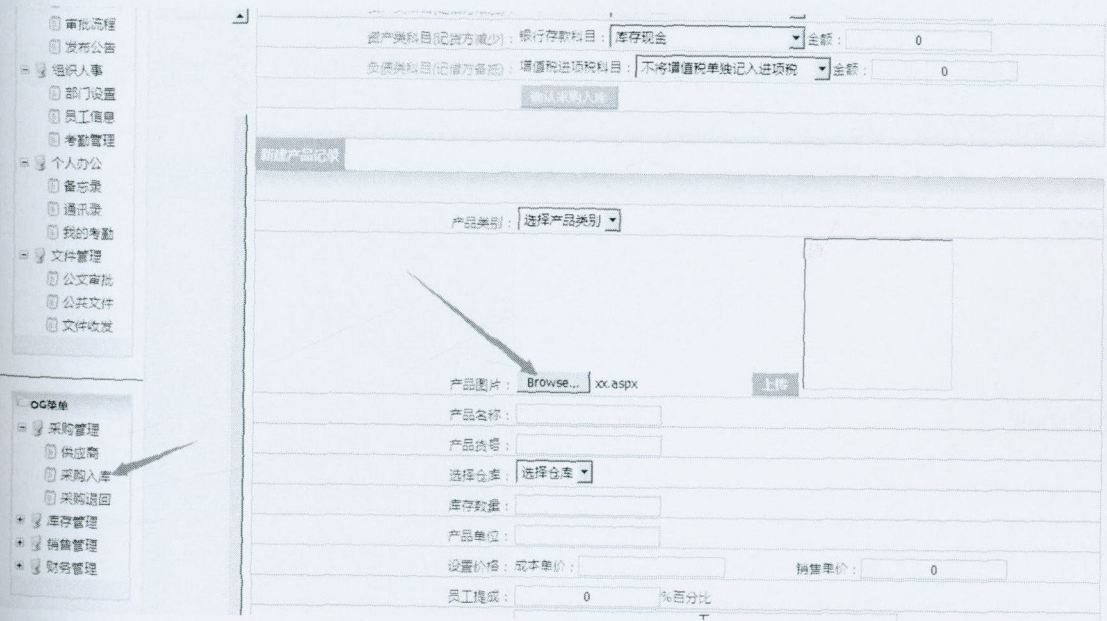 审批流程
发布公告
组织人事
部门设置
员工信息
考勤管理
个人办公
备忘录
通讯录
我的考勤
文件管理
公文审批
公共文件
文件收发
OG菜单
采购管理
供应商
采购入库
采购退回
库存管理
销售管理
财务管理
资产类科目(记贷方减少): 银行存款科目: 库存现金 金额: 0
负债类科目(记借方备抵): 增值税进项税科目: 不将增值税单独记入进项税 金额: 0
确认采购入库
新建产品记录
产品类别: 选择产品类别
产品图片: Browse... xx.aspx 上传
产品名称:
产品货号:
选择仓库: 选择仓库
库存数量:
产品单位:
设置价格: 成本单价: 销售单价: 0
员工提成: 0 %百分比